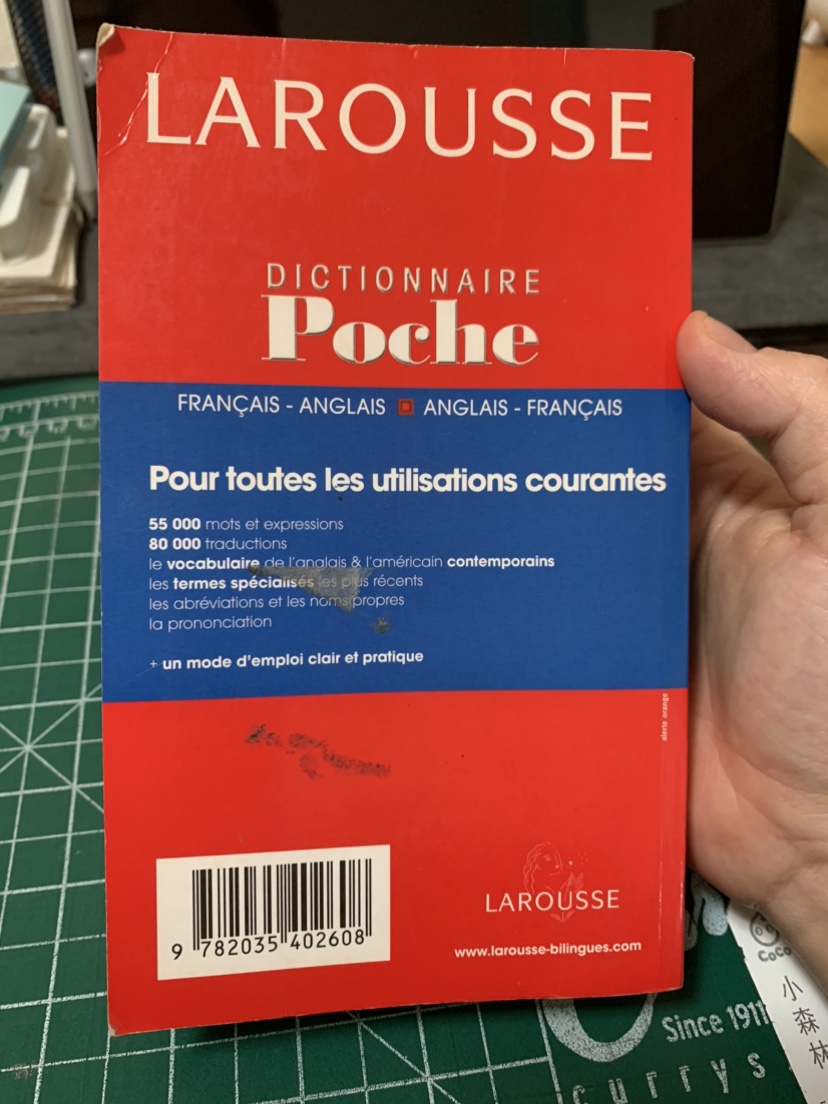 LAROUSSE
DICTIONNAIRE
Poche
FRANÇAIS - ANGLAIS ANGLAIS - FRANÇAIS
Pour toutes les utilisations courantes
55 000 mots et expressions
80 000 traductions
le vocabulaire de l'anglais & l'américain contemporains
les termes spécialisés les plus récents
les abréviations et les noms propres
la prononciation
+ un mode d'emploi clair et pratique
alerte orange
9 782035 402608
LAROUSSE
www.larousse-bilingues.com
CoCo
小森林
Since 1911
currys